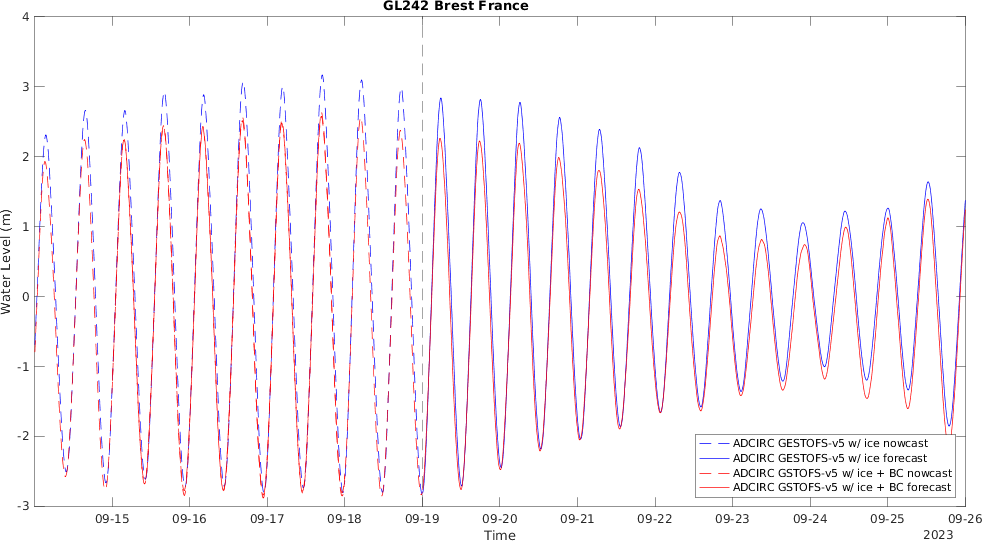 GL242 Brest France
4
3
2
1
0
-1
-2
-3
Water Level (m)
ADCIRC GESTOFS-v5 w/ ice nowcast
ADCIRC GESTOFS-v5 w/ ice forecast
ADCIRC GSTOFS-v5 w/ ice + BC nowcast
ADCIRC GSTOFS-v5 w/ ice + BC forecast
09-15 09-16 09-17 09-18 09-19 09-20 09-21 09-22 09-23 09-24 09-25 09-26
Time
2023